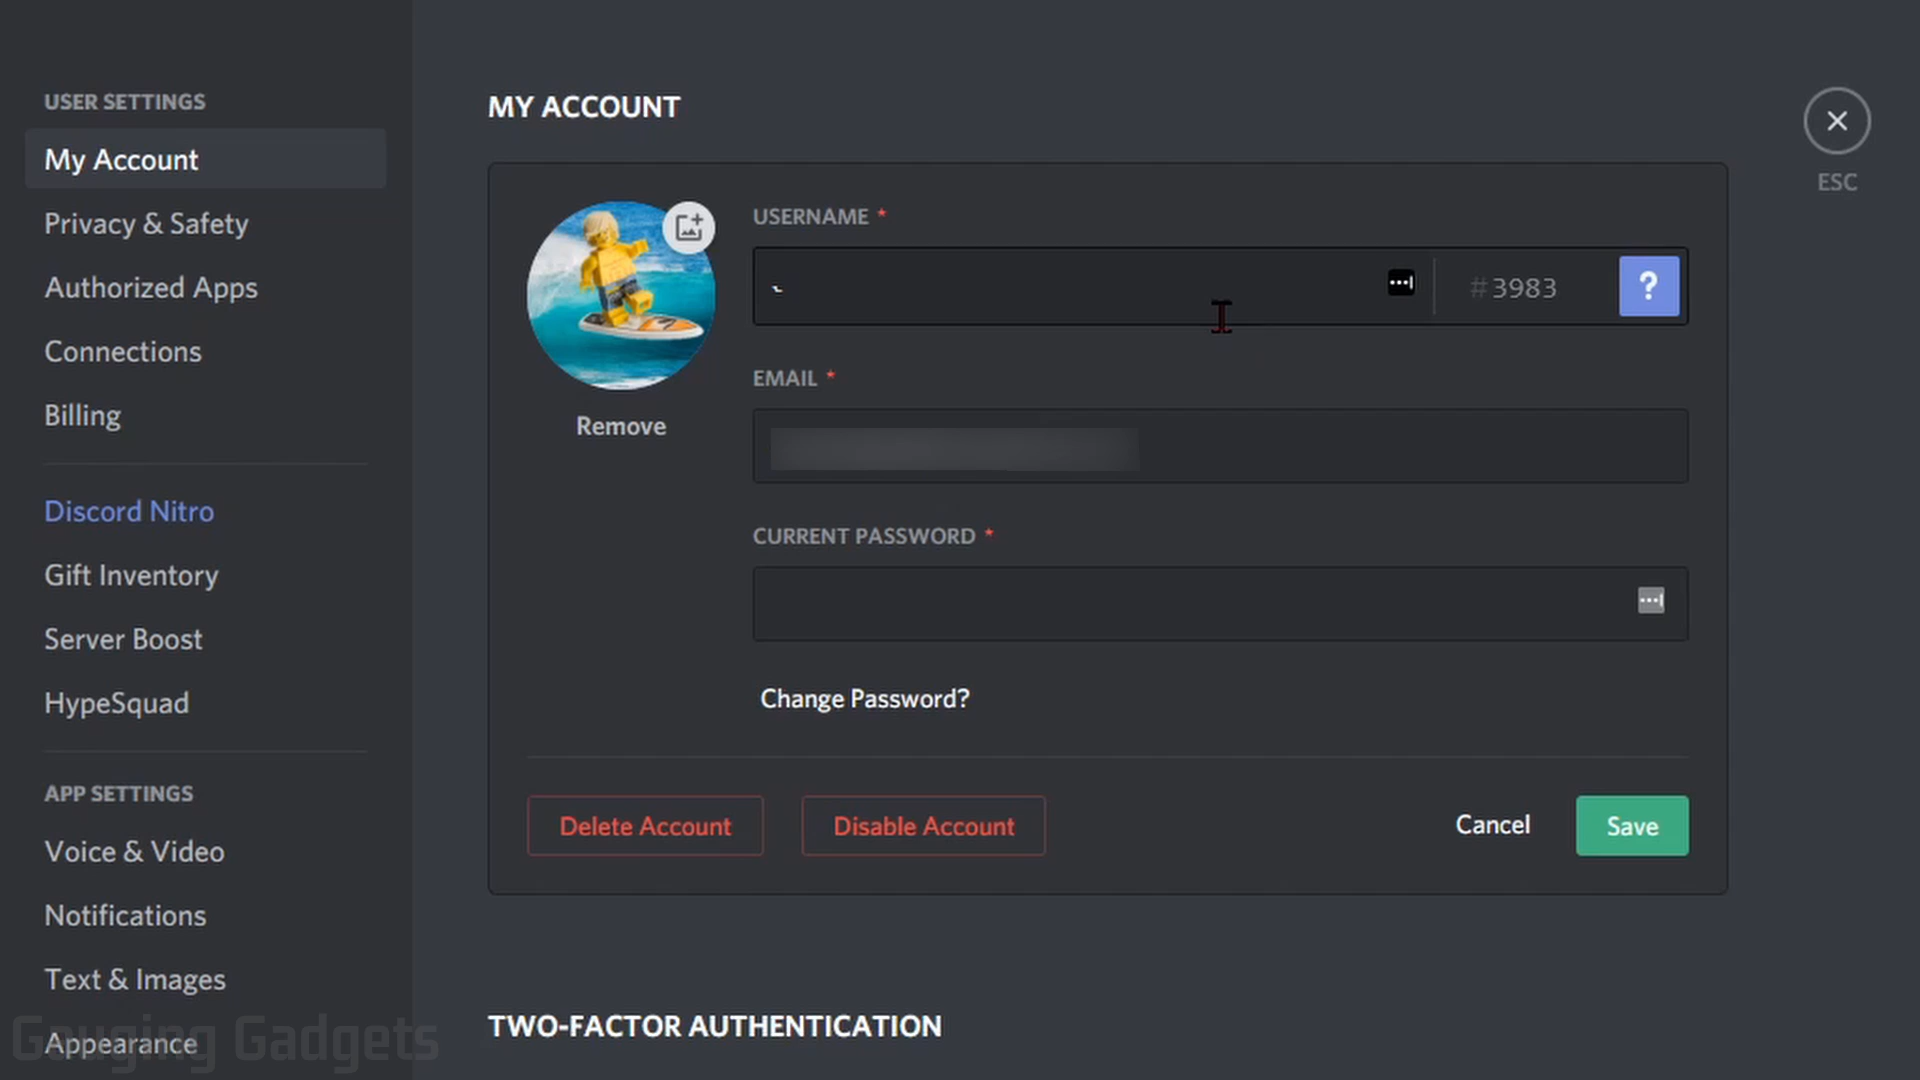 USER SETTINGS
My Account
Privacy & Safety
Authorized Apps
Connections
Billing
Discord Nitro
Gift Inventory
Server Boost
HypeSquad
APP SETTINGS
Voice & Video
Notifications
Text & Images
Appearance
Gauging Gadgets
MY ACCOUNT
Remove
USERNAME *
#3983
?
EMAIL *
CURRENT PASSWORD *
Change Password?
Delete Account
Disable Account
Cancel
Save
TWO-FACTOR AUTHENTICATION
ESC